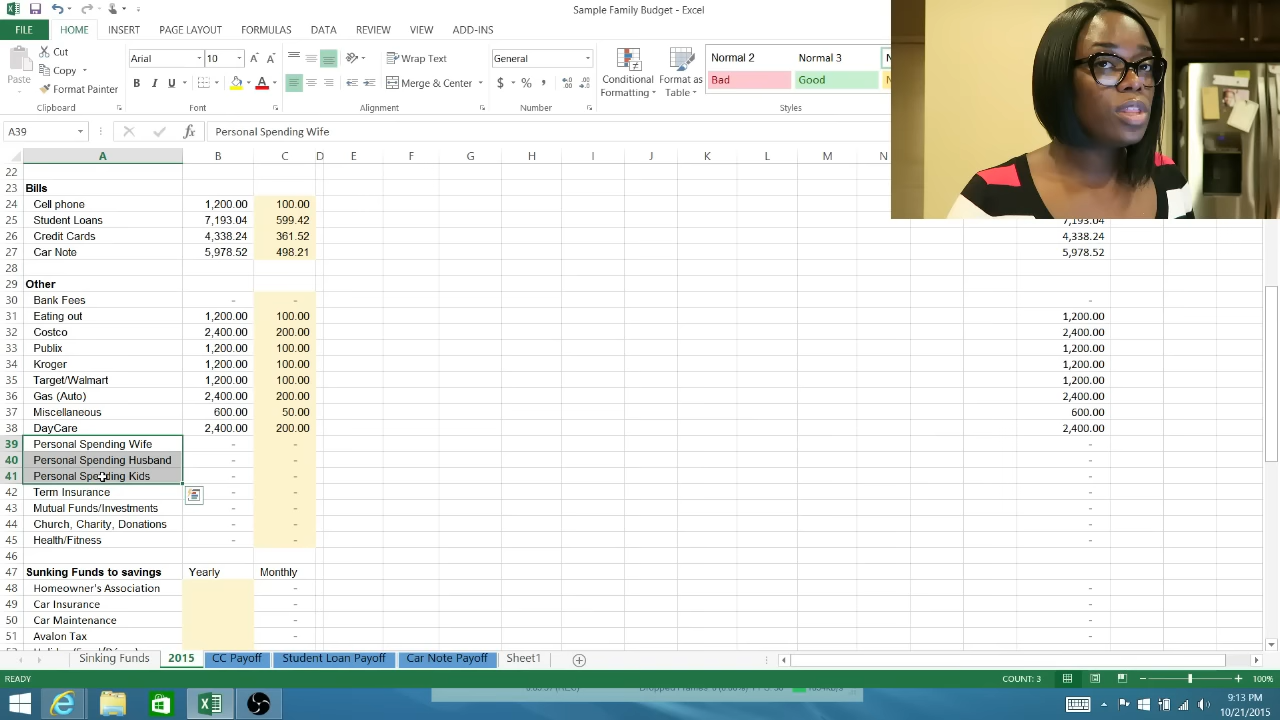 Sample Family Budget - Excel
FILE HOME INSERT PAGE LAYOUT FORMULAS DATA REVIEW VIEW ADD-INS
Paste Cut Copy Format Painter Clipboard
Arial 10 A A B I U A Font
Wrap Text Merge & Center Alignment
General $ % , Number
Conditional Formatting Format as Table Normal 2 Normal 3 Bad Good Styles
A39 fx Personal Spending Wife
A B C D E F G H I J K L M N
22
23 Bills
24 Cell phone 1,200.00 100.00
25 Student Loans 7,193.04 599.42 7,193.04
26 Credit Cards 4,338.24 361.52 4,338.24
27 Car Note 5,978.52 498.21 5,978.52
28
29 Other
30 Bank Fees - - -
31 Eating out 1,200.00 100.00 1,200.00
32 Costco 2,400.00 200.00 2,400.00
33 Publix 1,200.00 100.00 1,200.00
34 Kroger 1,200.00 100.00 1,200.00
35 Target/Walmart 1,200.00 100.00 1,200.00
36 Gas (Auto) 2,400.00 200.00 2,400.00
37 Miscellaneous 600.00 50.00 600.00
38 DayCare 2,400.00 200.00 2,400.00
39 Personal Spending Wife - - -
40 Personal Spending Husband - - -
41 Personal Spending Kids - - -
42 Term Insurance - - -
43 Mutual Funds/Investments - - -
44 Church, Charity, Donations - - -
45 Health/Fitness - - -
46
47 Sunking Funds to savings Yearly Monthly
48 Homeowner's Association - -
49 Car Insurance - -
50 Car Maintenance - -
51 Avalon Tax - -
Sinking Funds 2015 CC Payoff Student Loan Payoff Car Note Payoff Sheet1
READY COUNT: 3 100%
9:13 PM
10/21/2015